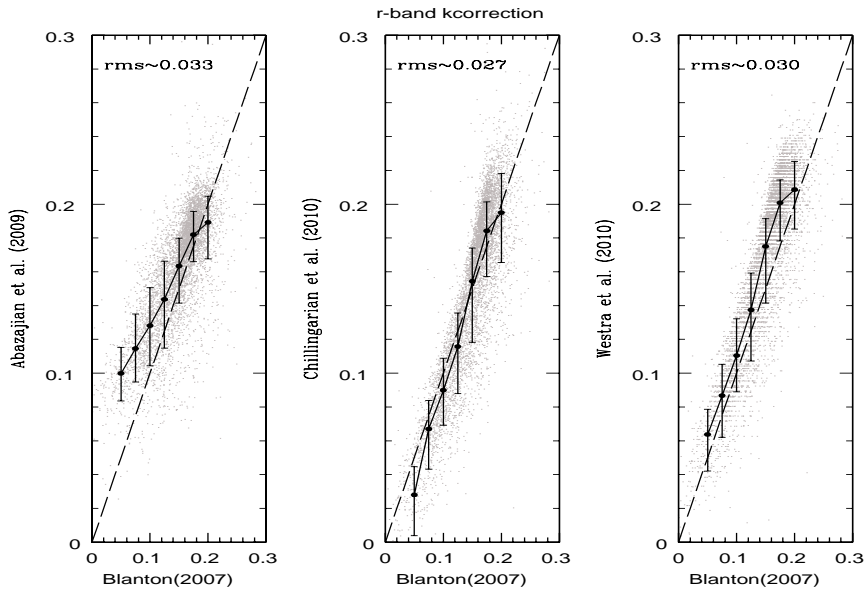 r-band kcorrection
0.3
0.2
0.1
0
rms~0.033
Abazajian et al. (2009)
0
0.1
0.2
0.3
Blanton(2007)
0.3
0.2
0.1
0
rms~0.027
Chillingarian et al. (2010)
0
0.1
0.2
0.3
Blanton(2007)
0.3
0.2
0.1
0
rms~0.030
Westra et al. (2010)
0
0.1
0.2
0.3
Blanton(2007)